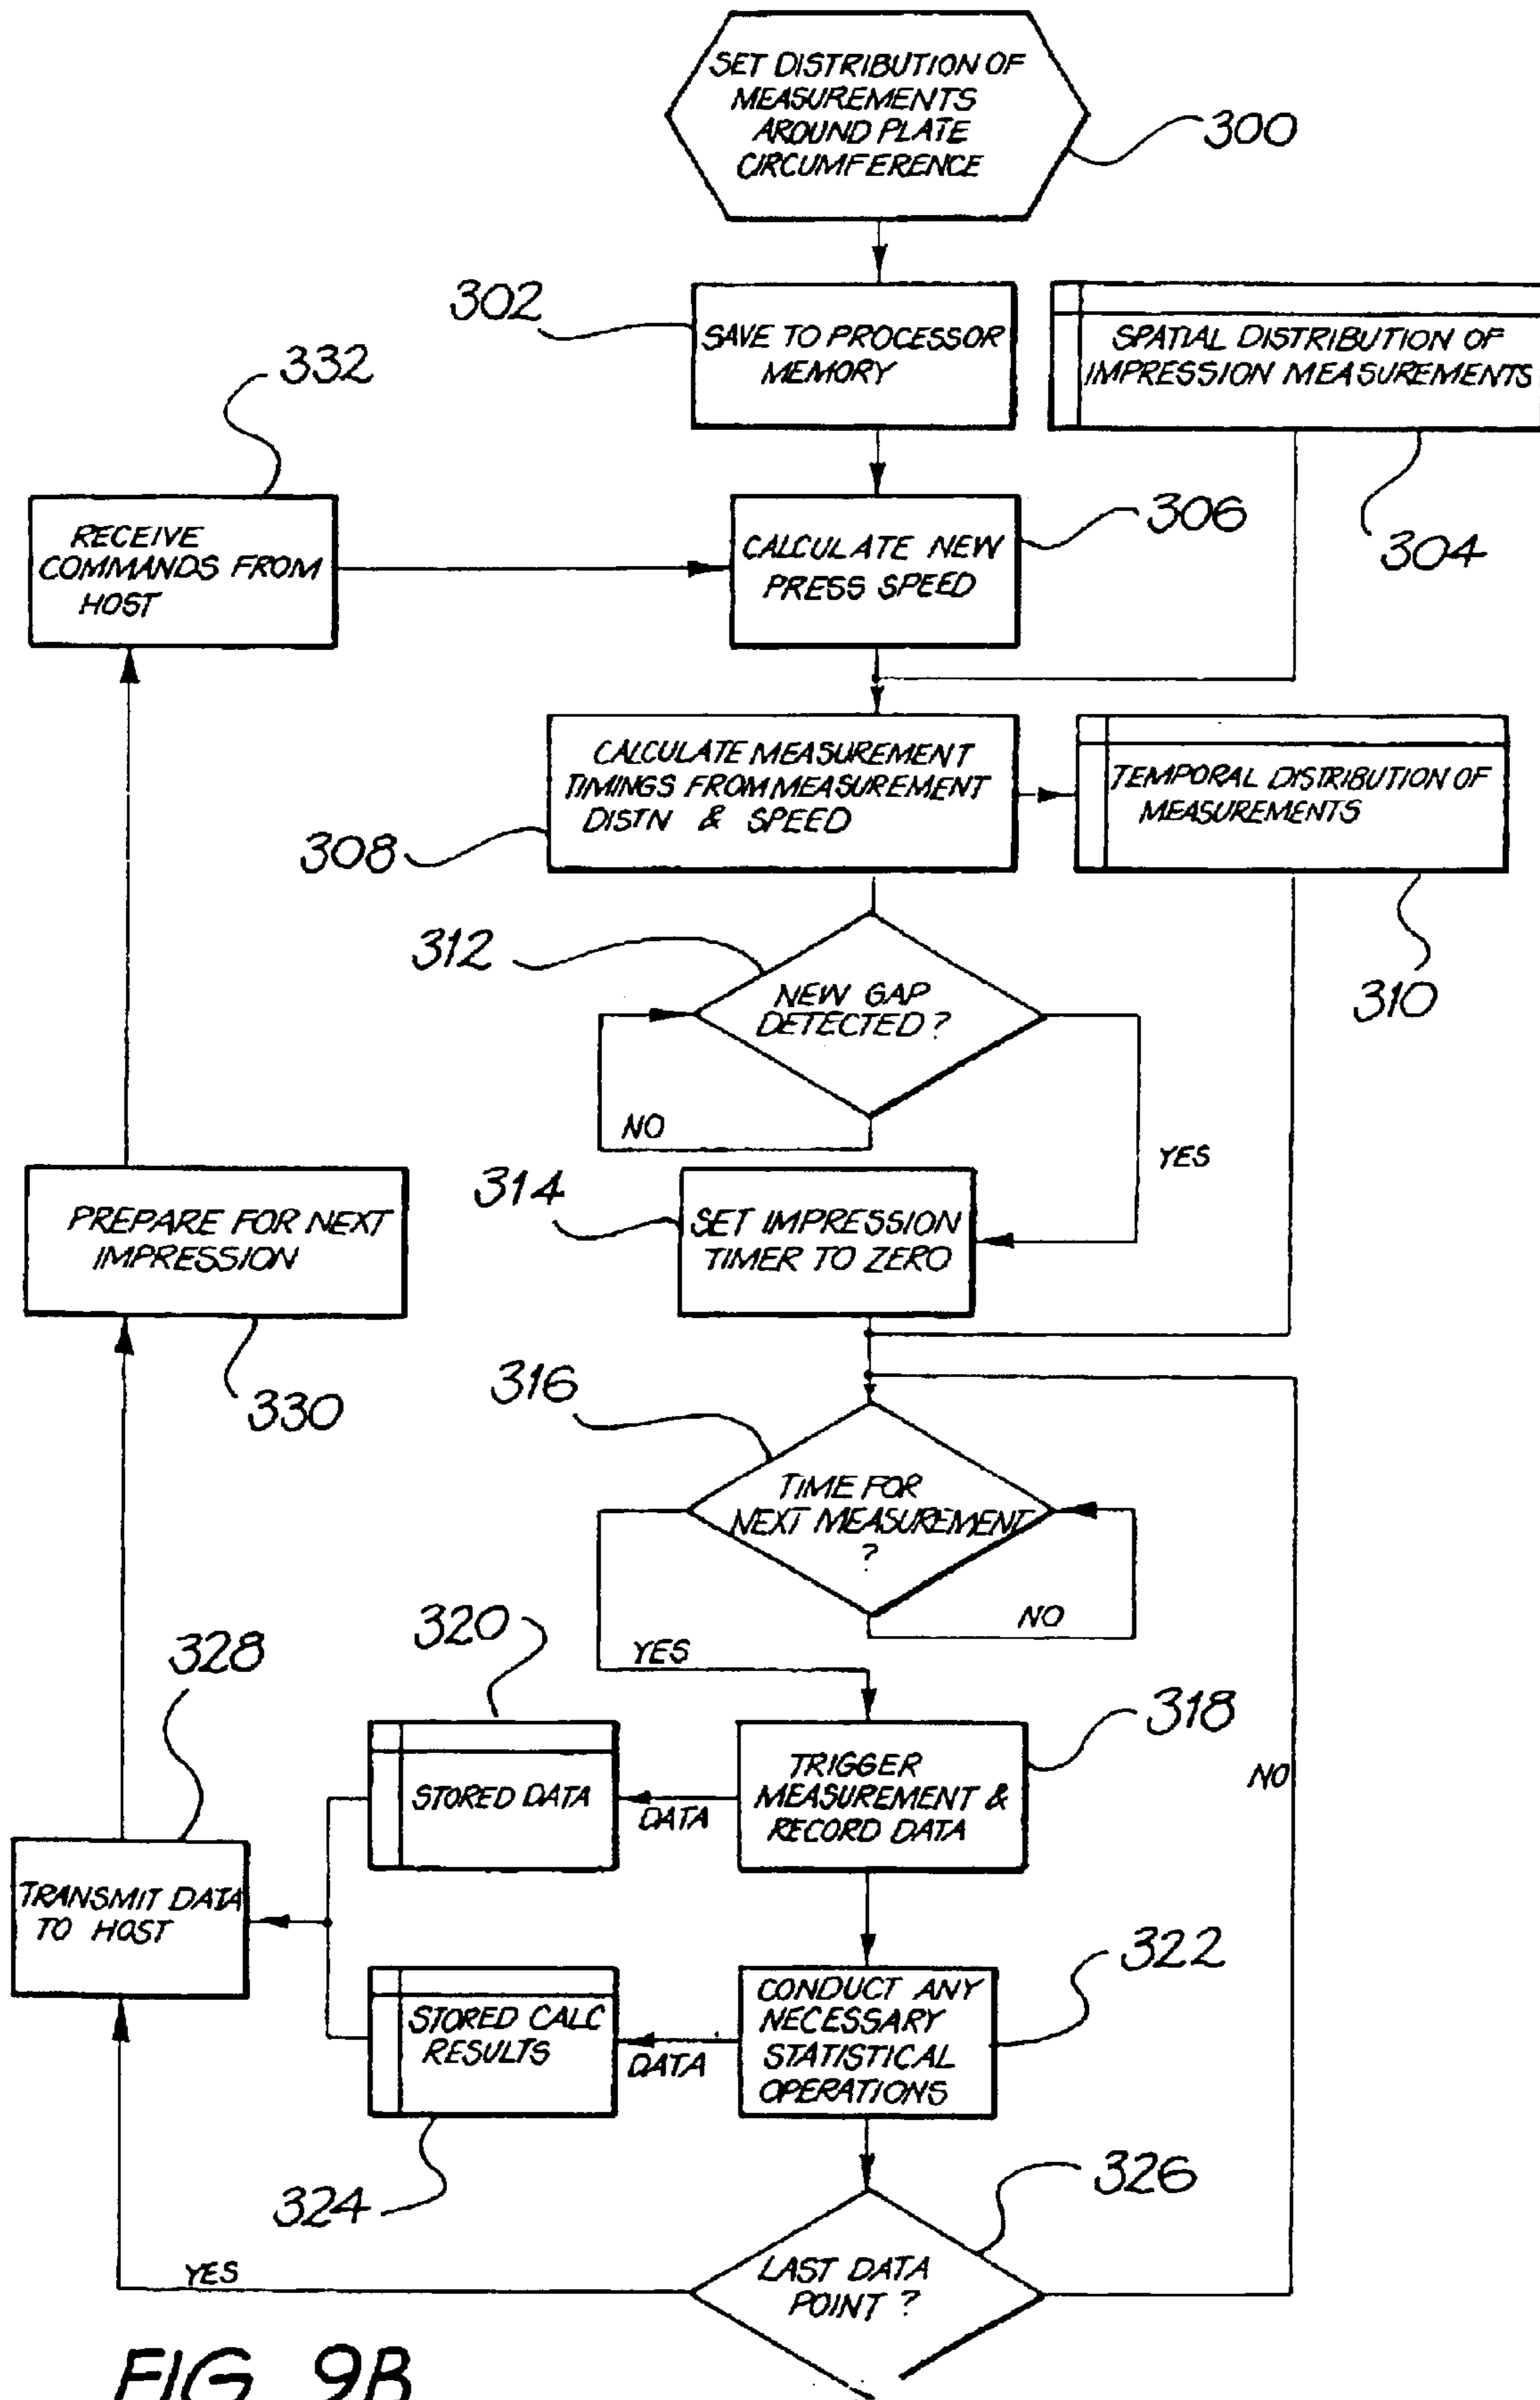 SET DISTRIBUTION OF
MEASUREMENTS
AROUND PLATE
CIRCUMFERENCE
300
302
SAVE TO PROCESSOR
MEMORY
SPATIAL DISTRIBUTION OF
IMPRESSION MEASUREMENTS
304
332
RECEIVE
COMMANDS FROM
HOST
CALCULATE NEW
PRESS SPEED
306
CALCULATE MEASUREMENT
TIMINGS FROM MEASUREMENT
DISTN & SPEED
308
TEMPORAL DISTRIBUTION OF
MEASUREMENTS
310
312
NEW GAP
DETECTED?
NO
YES
314
SET IMPRESSION
TIMER TO ZERO
PREPARE FOR NEXT
IMPRESSION
330
316
TIME FOR
NEXT MEASUREMENT
?
NO
YES
320
STORED DATA
DATA
TRIGGER
MEASUREMENT &
RECORD DATA
318
NO
328
TRANSMIT DATA
TO HOST
STORED CALC
RESULTS
324
DATA
CONDUCT ANY
NECESSARY
STATISTICAL
OPERATIONS
322
326
LAST DATA
POINT?
YES
FIG. 9B